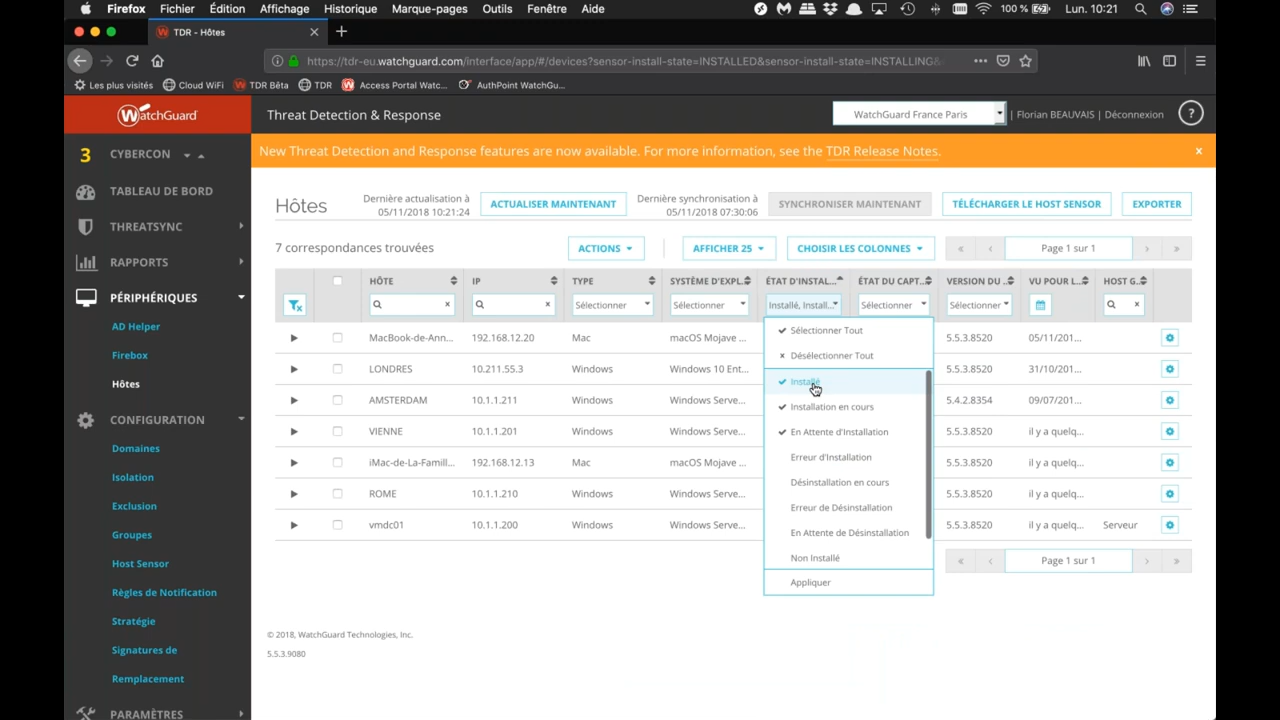 Firefox Fichier Édition Affichage Historique Marque-pages Outils Fenêtre Aide 100 % Lun. 10:21
TDR - Hôtes
https://tdr-eu.watchguard.com/interface/app/#/devices?sensor-install-state=INSTALLED&sensor-install-state=INSTALLING&
Les plus visités Cloud WiFi TDR Bêta TDR Access Portal Watc... AuthPoint WatchGu...
WatchGuard Threat Detection & Response WatchGuard France Paris | Florian BEAUVAIS | Déconnexion ?
3 CYBERCON
New Threat Detection and Response features are now available. For more information, see the TDR Release Notes. ×
TABLEAU DE BORD
THREATSYNC
RAPPORTS
PÉRIPHÉRIQUES
AD Helper
Firebox
Hôtes
CONFIGURATION
Domaines
Isolation
Exclusion
Groupes
Host Sensor
Règles de Notification
Stratégie
Signatures de
Remplacement
PARAMÈTRES
Hôtes
Dernière actualisation à
05/11/2018 10:21:24
ACTUALISER MAINTENANT
Dernière synchronisation à
05/11/2018 07:30:06
SYNCHRONISER MAINTENANT
TÉLÉCHARGER LE HOST SENSOR
EXPORTER
7 correspondances trouvées ACTIONS AFFICHER 25 CHOISIR LES COLONNES « ‹ Page 1 sur 1 › »
HÔTE IP TYPE SYSTÈME D'EXPL... ÉTAT D'INSTAL... ÉTAT DU CAPT... VERSION DU ... VU POUR L... HOST G...
Sélectionner Sélectionner Installé, Install... Sélectionner Sélectionner
MacBook-de-Ann... 192.168.12.20 Mac macOS Mojave ... 5.5.3.8520 05/11/201...
LONDRES 10.211.55.3 Windows Windows 10 Ent... 5.5.3.8520 31/10/201...
AMSTERDAM 10.1.1.211 Windows Windows Serve... 5.4.2.8354 09/07/201...
VIENNE 10.1.1.201 Windows Windows Serve... 5.5.3.8520 il y a quelq...
iMac-de-La-Famill... 192.168.12.13 Mac macOS Mojave ... 5.5.3.8520 il y a quelq...
ROME 10.1.1.210 Windows Windows Serve... 5.5.3.8520 il y a quelq...
vmdc01 10.1.1.200 Windows Windows Serve... 5.5.3.8520 il y a quelq... Serveur
Sélectionner Tout
Désélectionner Tout
Installé
Installation en cours
En Attente d'Installation
Erreur d'Installation
Désinstallation en cours
Erreur de Désinstallation
En Attente de Désinstallation
Non Installé
Appliquer
« ‹ Page 1 sur 1 › »
© 2018, WatchGuard Technologies, Inc.
5.5.3.9080